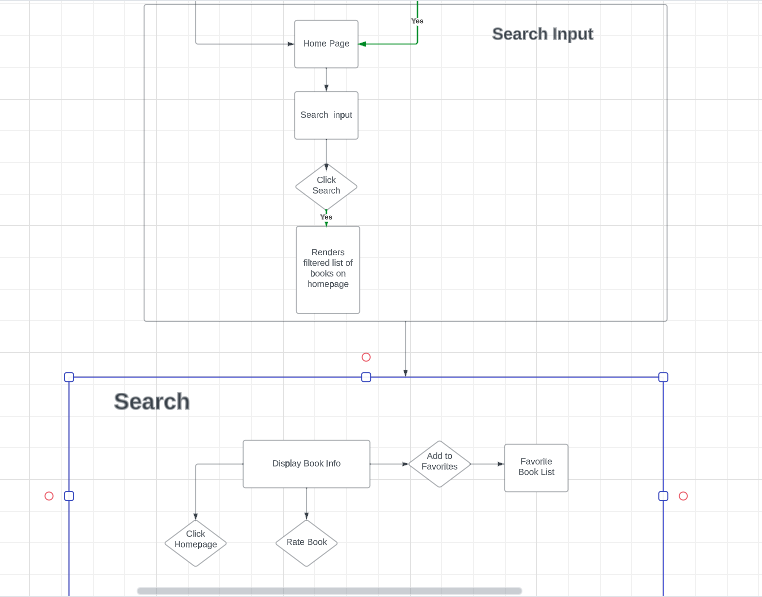 Yes
Search Input
Home Page
Search input
Click
Search
Yes
Renders
filtered list of
books on
homepage
Search
Display Book Info
Add to
Favorites
Favorite
Book List
Click
Homepage
Rate Book